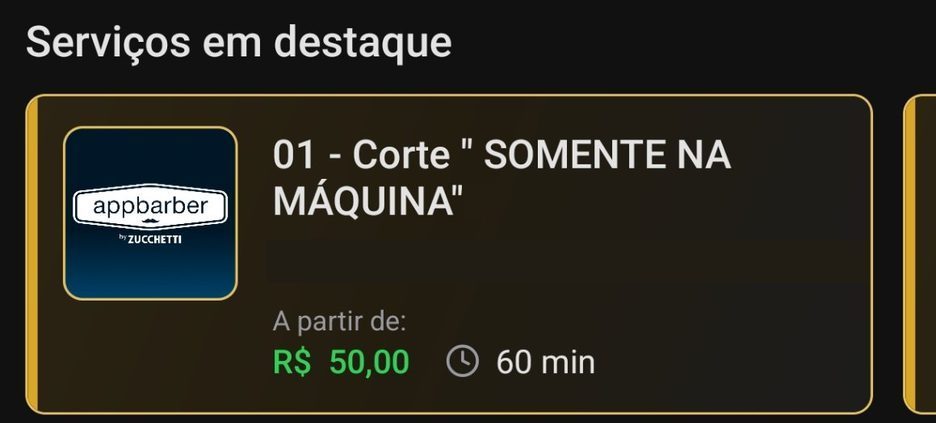 Serviços em destaque
01 - Corte " SOMENTE NA
MÁQUINA"
appbarber
by ZUCCHETTI
A partir de:
R$ 50,00 60 min